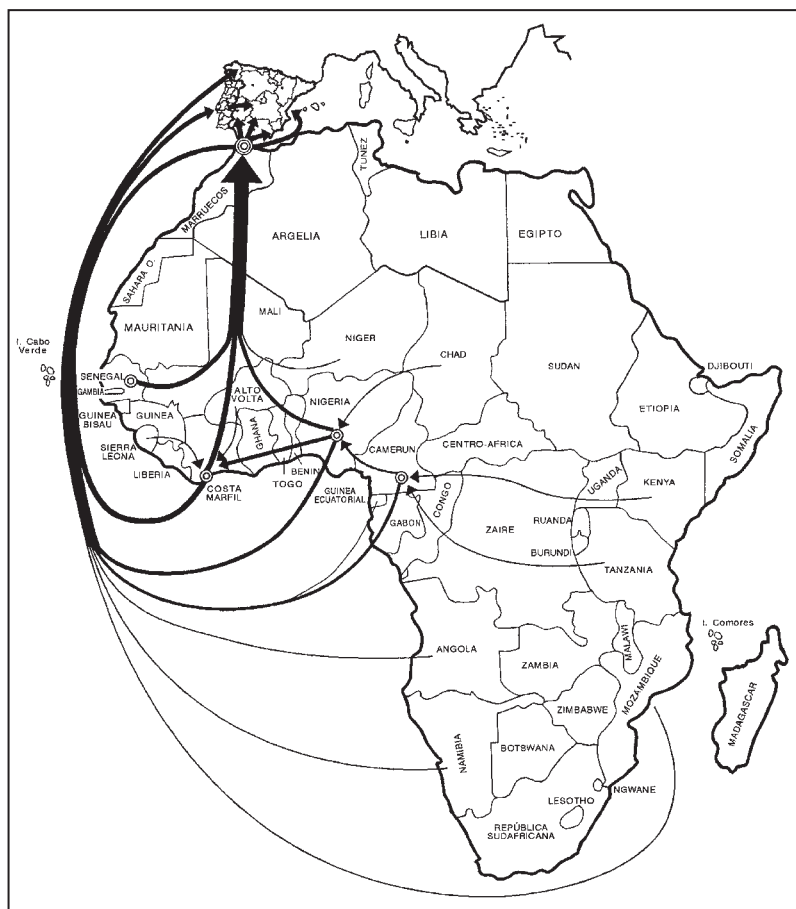 TUNEZ
MARRUECOS
ARGELIA
LIBIA
EGIPTO
SAHARA O.
MAURITANIA
MALI
NIGER
CHAD
SUDAN
I. Cabo
Verde
SENEGAL
GAMBIA
GUINEA
BISAU
GUINEA
SIERRA
LEONA
LIBERIA
COSTA
MARFIL
ALTO
VOLTA
GHANA
TOGO
BENIN
NIGERIA
CAMERUN
CENTRO-AFRICA
DJIBOUTI
ETIOPIA
SOMALIA
GUINEA
ECUATORIAL
GABON
CONGO
ZAIRE
UGANDA
KENYA
RUANDA
BURUNDI
TANZANIA
I. Comores
ANGOLA
ZAMBIA
MALAWI
MOZAMBIQUE
ZIMBABWE
MADAGASCAR
NAMIBIA
BOTSWANA
NGWANE
LESOTHO
REPÚBLICA
SUDAFRICANA